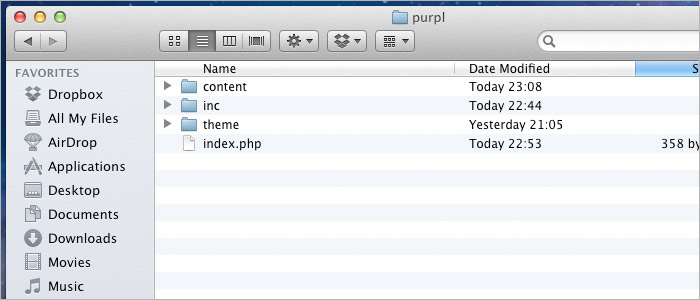 purpl
FAVORITES
Dropbox
All My Files
AirDrop
Applications
Desktop
Documents
Downloads
Movies
Music
Name Date Modified S
content Today 23:08
inc Today 22:44
theme Yesterday 21:05
index.php Today 22:53 358 by